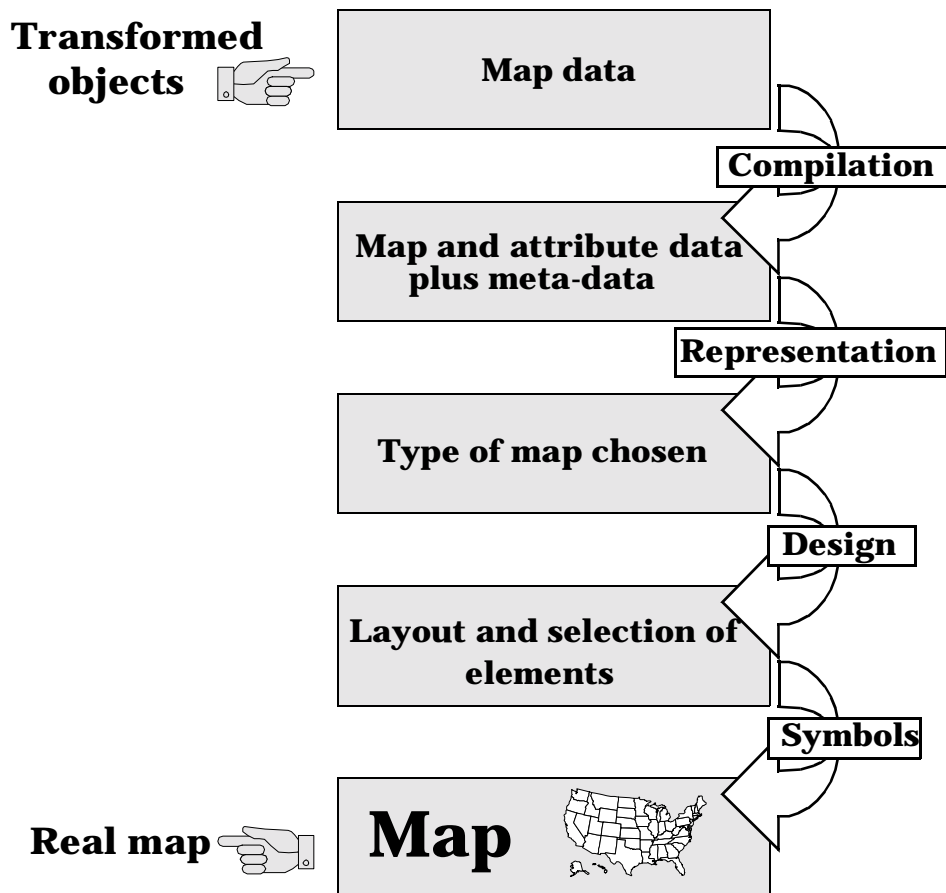 Transformed
objects
Map data
Compilation
Map and attribute data
plus meta-data
Representation
Type of map chosen
Design
Layout and selection of
elements
Symbols
Real map
Map